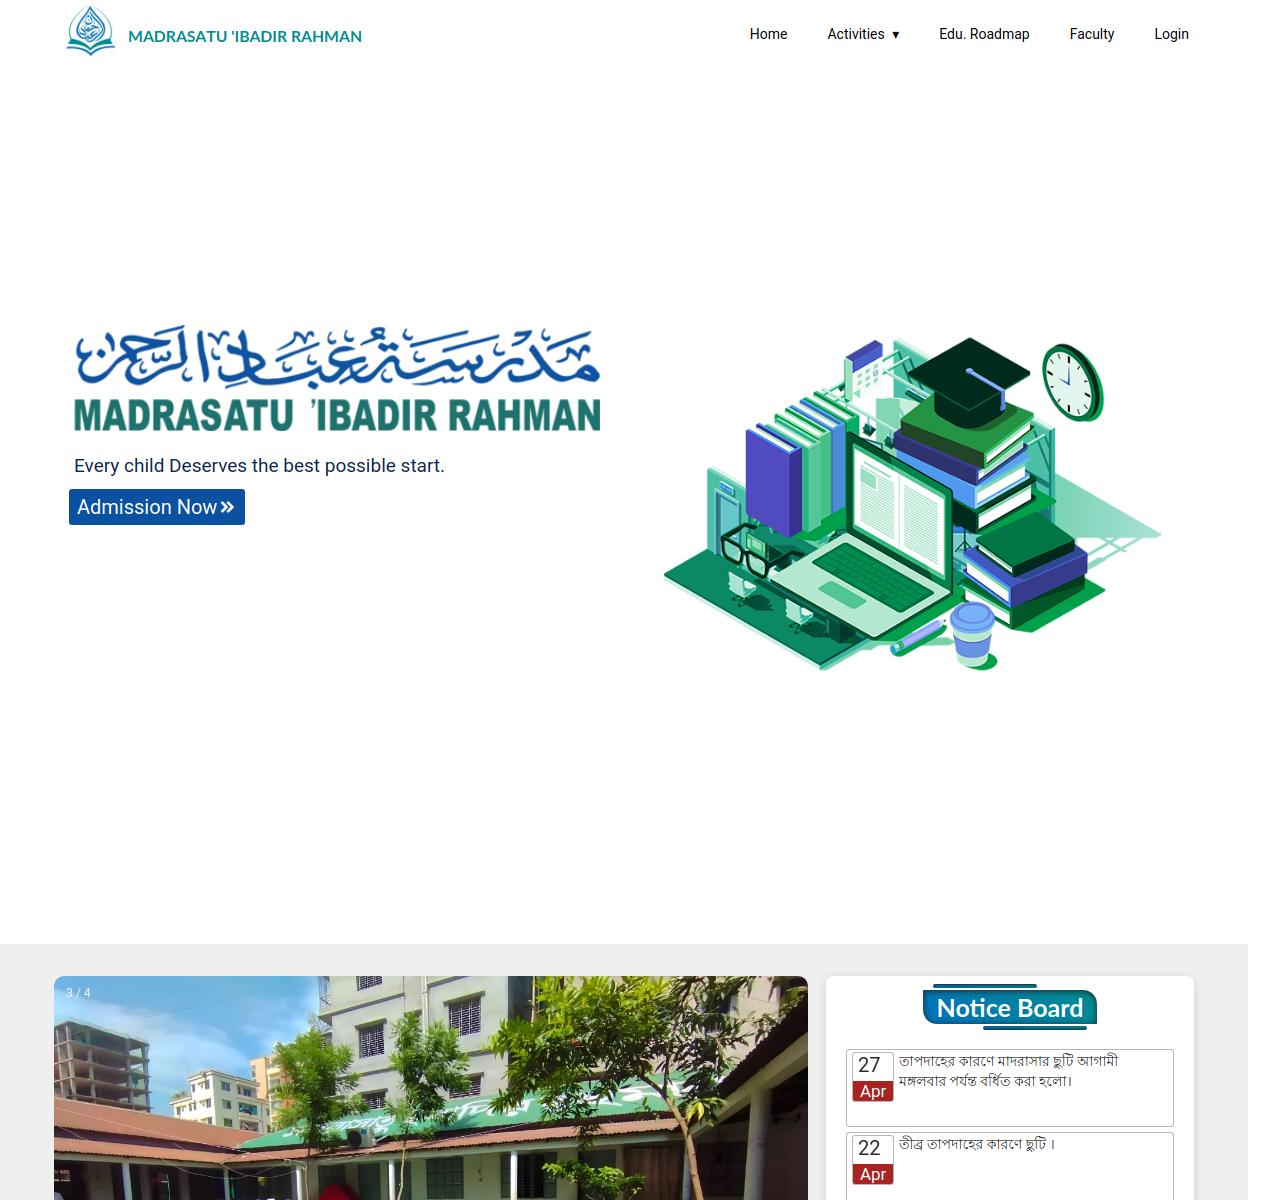 MADRASATU 'IBADIR RAHMAN
Home
Activities ▼
Edu. Roadmap
Faculty
Login
مدرسة عباد الرحمن
MADRASATU 'IBADIR RAHMAN
Every child Deserves the best possible start.
Admission Now
3 / 4
Notice Board
27
Apr
তাপদাহের কারণে মাদরাসার ছুটি আগামী
মঙ্গলবার পর্যন্ত বর্ধিত করা হলো।
22
Apr
তীব্র তাপদাহের কারণে ছুটি ।